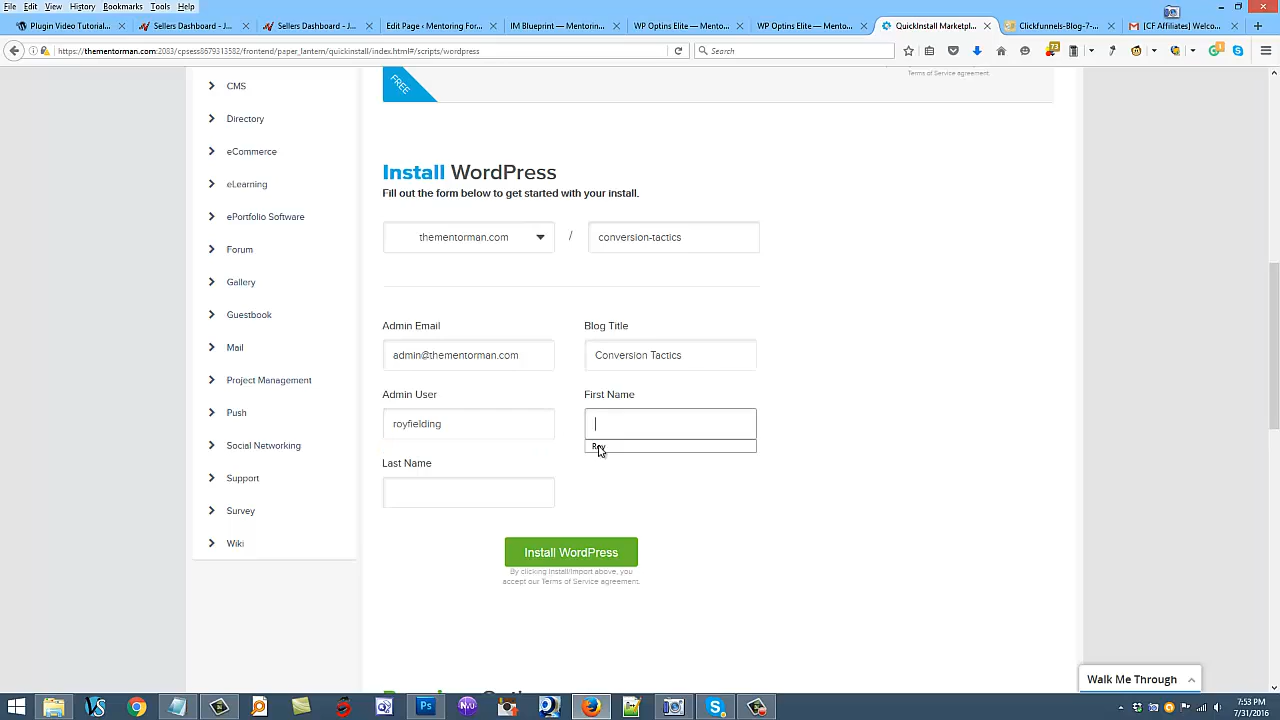 File Edit View History Bookmarks Tools Help
Plugin Video Tutorial... × Sellers Dashboard - J... × Sellers Dashboard - J... × Edit Page ‹ Mentoring For... × IM Blueprint — Mentorin... × WP Optins Elite — Mento... × WP Optins Elite — Mento... × QuickInstall Marketpl... × Clickfunnels-Blog-7-... × [CF Affiliates] Welco... ×
https://thementorman.com:2083/cpsess8679313582/frontend/paper_lantern/quickinstall/index.html#/scripts/wordpress
Search
73
FREE
Terms of Service agreement
CMS
Directory
eCommerce
eLearning
ePortfolio Software
Forum
Gallery
Guestbook
Mail
Project Management
Push
Social Networking
Support
Survey
Wiki
Install WordPress
Fill out the form below to get started with your install.
thementorman.com / conversion-tactics
Admin Email
Blog Title
admin@thementorman.com
Conversion Tactics
Admin User
First Name
royfielding
Roy
Last Name
Install WordPress
By clicking Install/Import above, you
accept our Terms of Service agreement.
Walk Me Through
7:53 PM
7/31/2016